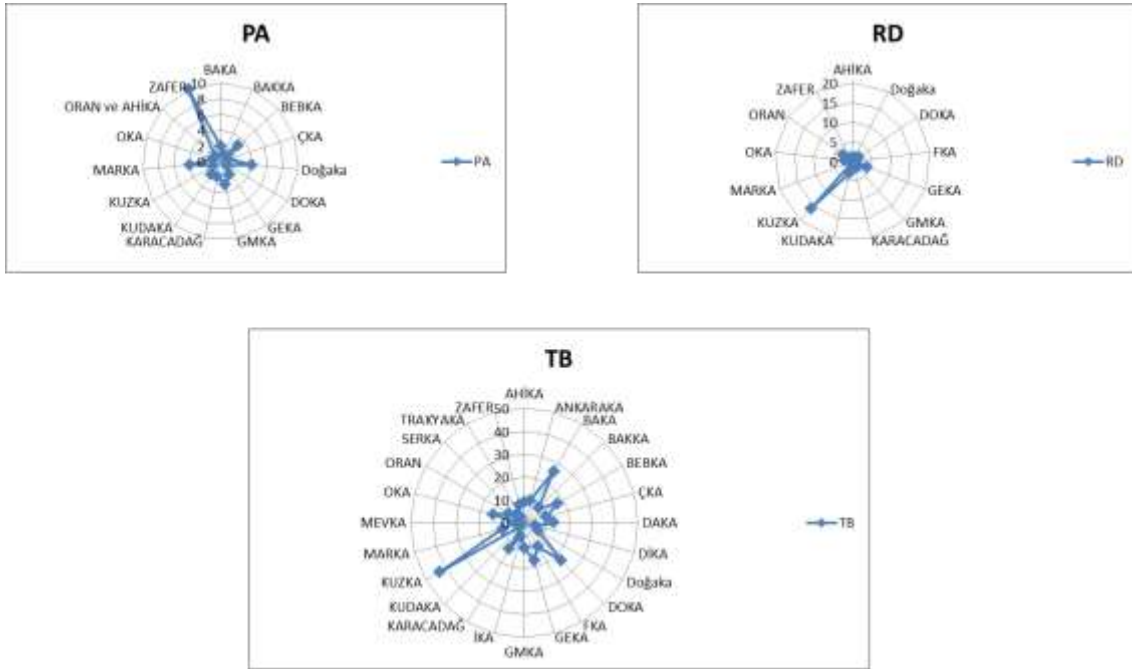 PA
BAKA
BAKKA
BEBKA
ÇKA
Doğaka
DOKA
GEKA
GMKA
KARACADAĞ
KUDAKA
KUZKA
MARKA
OKA
ORAN ve AHİKA
ZAFER
10
8
6
4
2
0
PA
RD
AHİKA
Doğaka
DOKA
FKA
GEKA
GMKA
KARACADAĞ
KUDAKA
KUZKA
MARKA
OKA
ORAN
ZAFER
20
15
10
5
0
RD
TB
AHİKA
ANKARAKA
BAKA
BAKKA
BEBKA
ÇKA
DAKA
DİKA
Doğaka
DOKA
FKA
GEKA
GMKA
İKA
KARACADAĞ
KUDAKA
KUZKA
MARKA
MEVKA
OKA
ORAN
SERKA
TRAKYAKA
ZAFER
50
40
30
20
10
0
TB